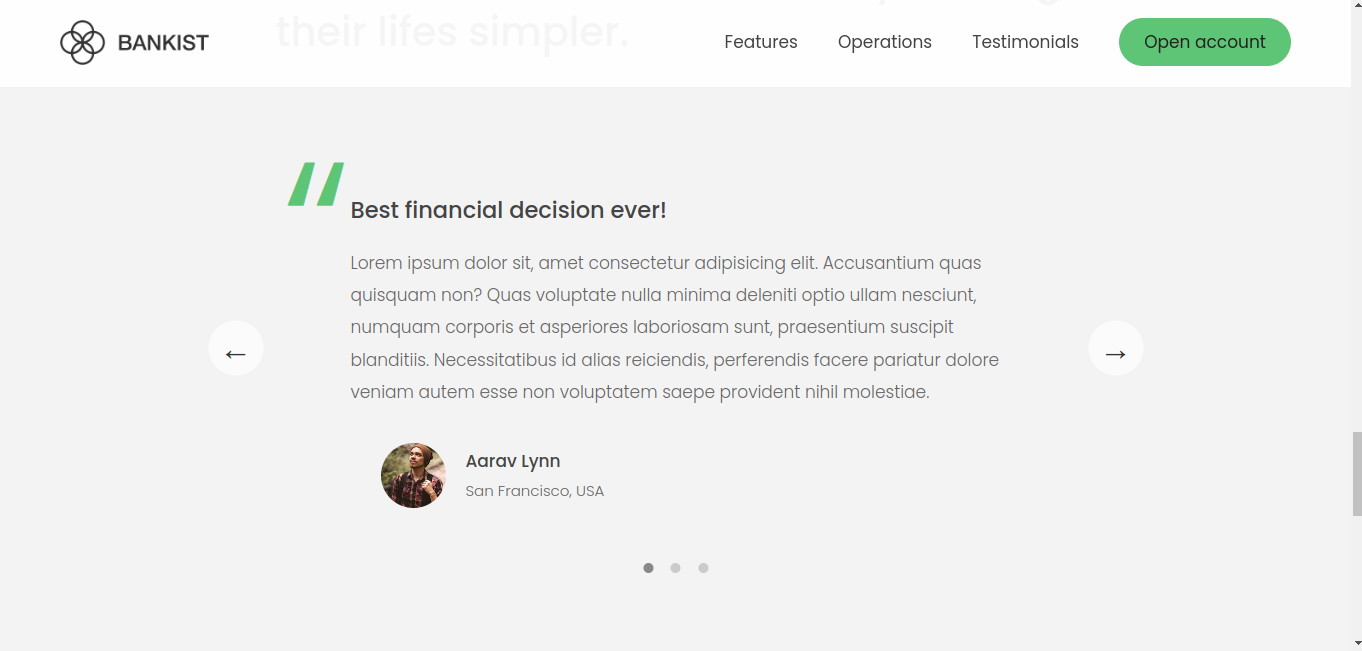 their lifes simpler.
BANKIST
Features
Operations
Testimonials
Open account
Best financial decision ever!
Lorem ipsum dolor sit, amet consectetur adipisicing elit. Accusantium quas
quisquam non? Quas voluptate nulla minima deleniti optio ullam nesciunt,
numquam corporis et asperiores laboriosam sunt, praesentium suscipit
blanditiis. Necessitatibus id alias reiciendis, perferendis facere pariatur dolore
veniam autem esse non voluptatem saepe provident nihil molestiae.
Aarav Lynn
San Francisco, USA